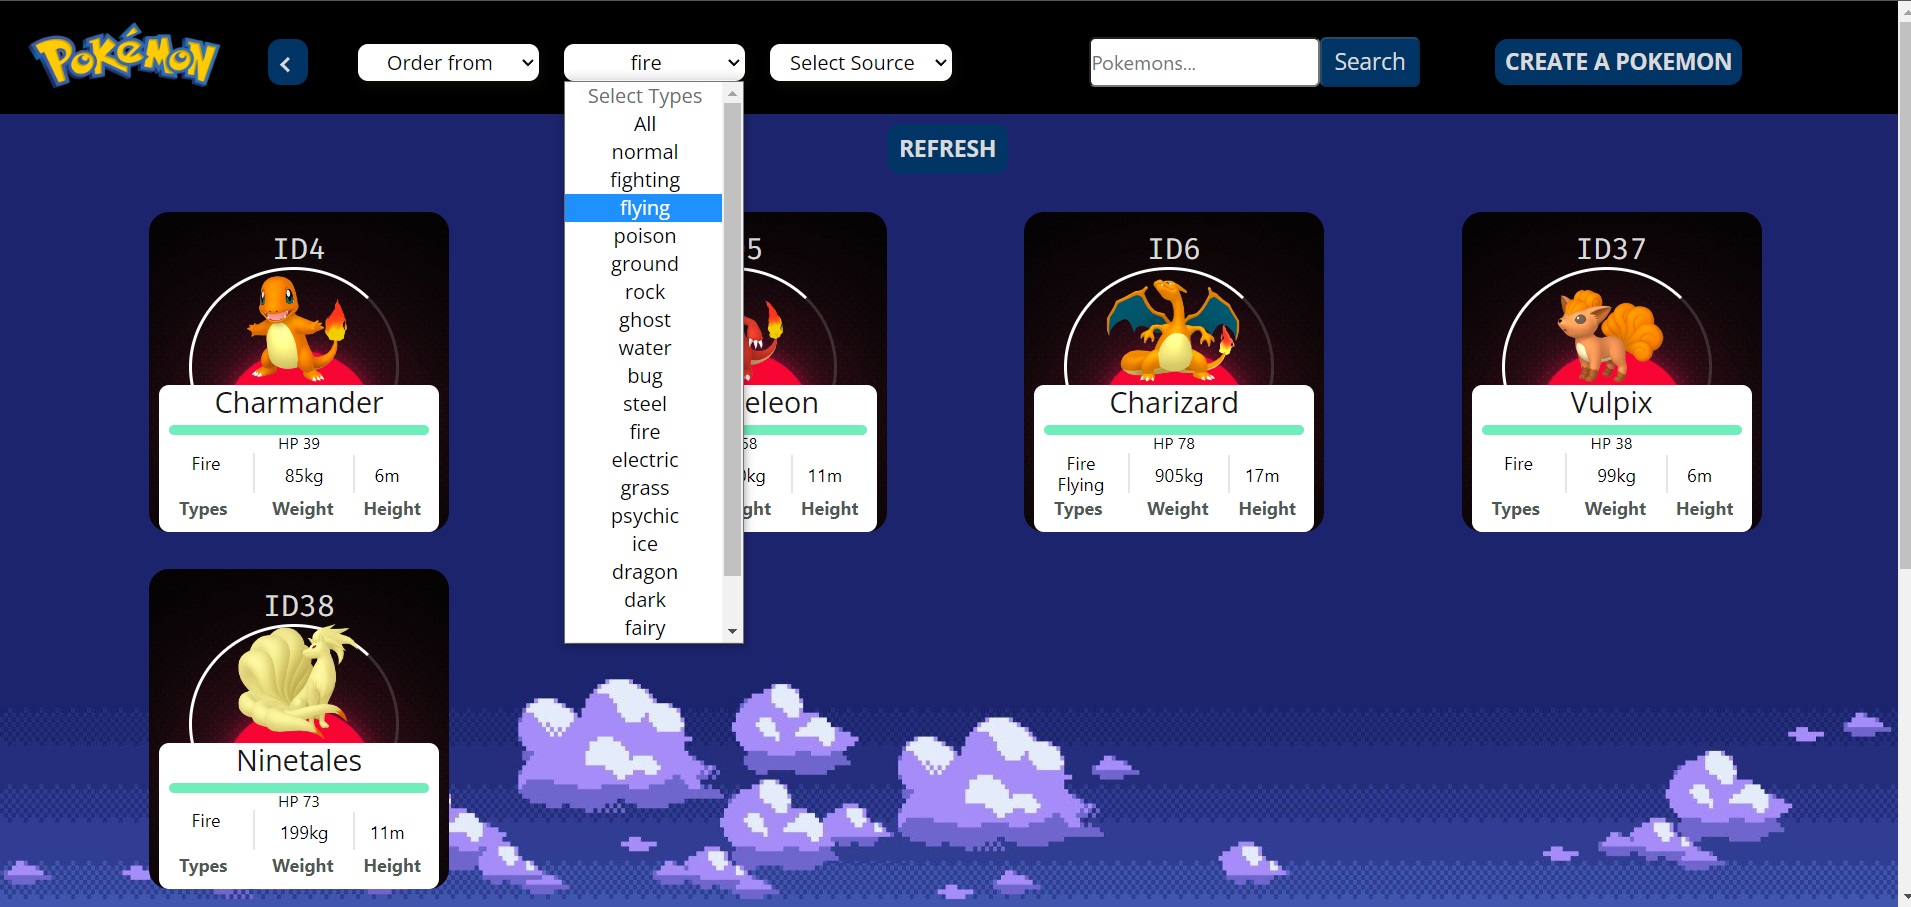 Pokémon
Order from
fire
Select Source
Pokemons...
Search
CREATE A POKEMON
Select Types
All
normal
fighting
flying
poison
ground
rock
ghost
water
bug
steel
fire
electric
grass
psychic
ice
dragon
dark
fairy
REFRESH
ID4
Charmander
HP 39
Fire
85kg
6m
Types
Weight
Height
5
eleon
58
kg
11m
ght
Height
ID6
Charizard
HP 78
Fire
Flying
905kg
17m
Types
Weight
Height
ID37
Vulpix
HP 38
Fire
99kg
6m
Types
Weight
Height
ID38
Ninetales
HP 73
Fire
199kg
11m
Types
Weight
Height